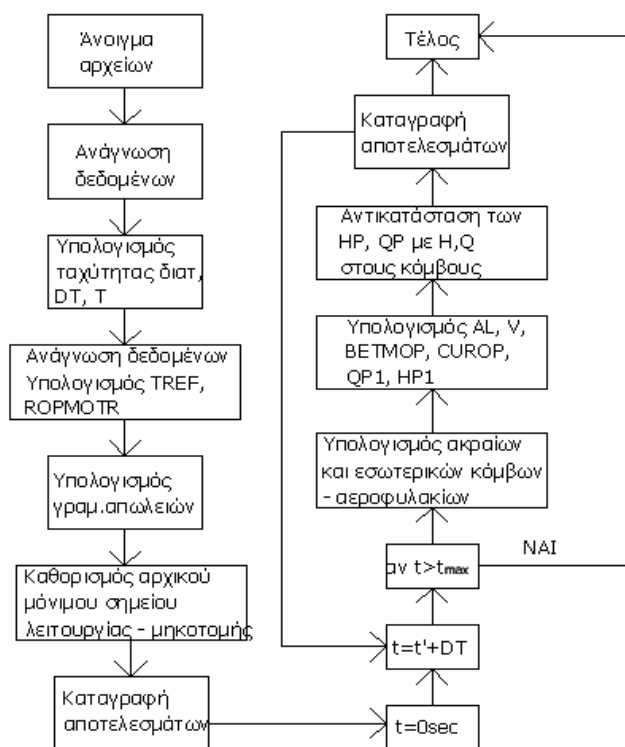 Άνοιγμα
αρχείων
Ανάγνωση
δεδομένων
Υπολογισμός
ταχύτητας διατ,
DT, T
Ανάγνωση δεδομένων
Υπολογισμός TREF,
ROPMOTR
Υπολογισμός
γραμ.απωλειών
Καθορισμός αρχικού
μόνιμου σημείου
λειτουργίας - μηκοτομής
Καταγραφή
αποτελεσμάτων
t=0sec
t=t'+DT
αν t>tmax
ΝΑΙ
Υπολογισμός ακραίων
και εσωτερικών κόμβων
- αεροφυλακίων
Υπολογισμός AL, V,
BETMOP, CUROP,
QP1, HP1
Αντικατάσταση των
HP, QP με H,Q
στους κόμβους
Καταγραφή
αποτελεσμάτων
Τέλος